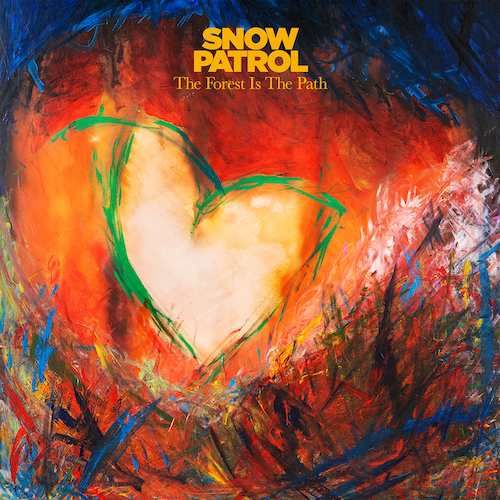 SNOW
PATROL
The Forest Is The Path